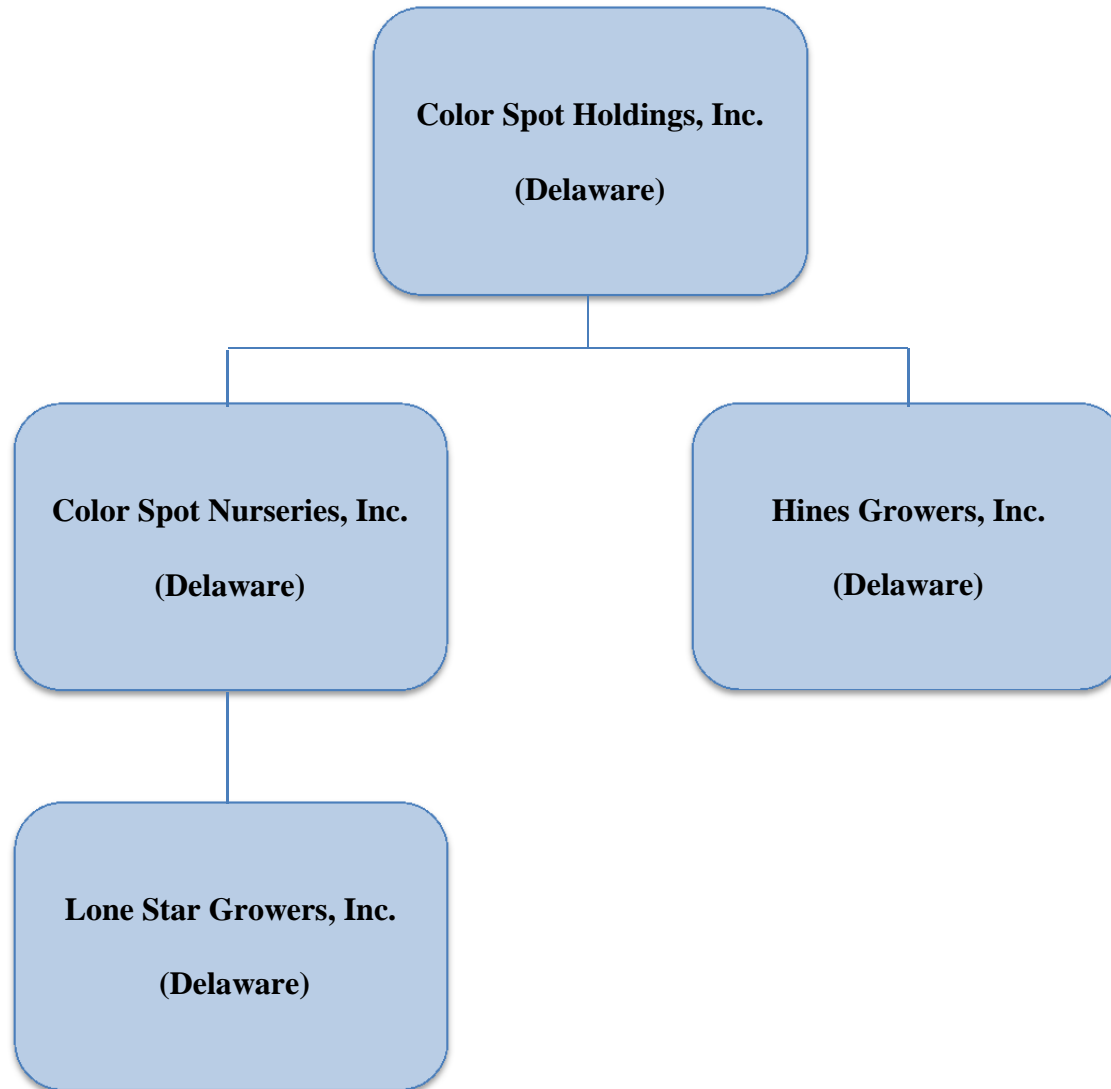 Color Spot Holdings, Inc.
(Delaware)
Color Spot Nurseries, Inc.
(Delaware)
Hines Growers, Inc.
(Delaware)
Lone Star Growers, Inc.
(Delaware)